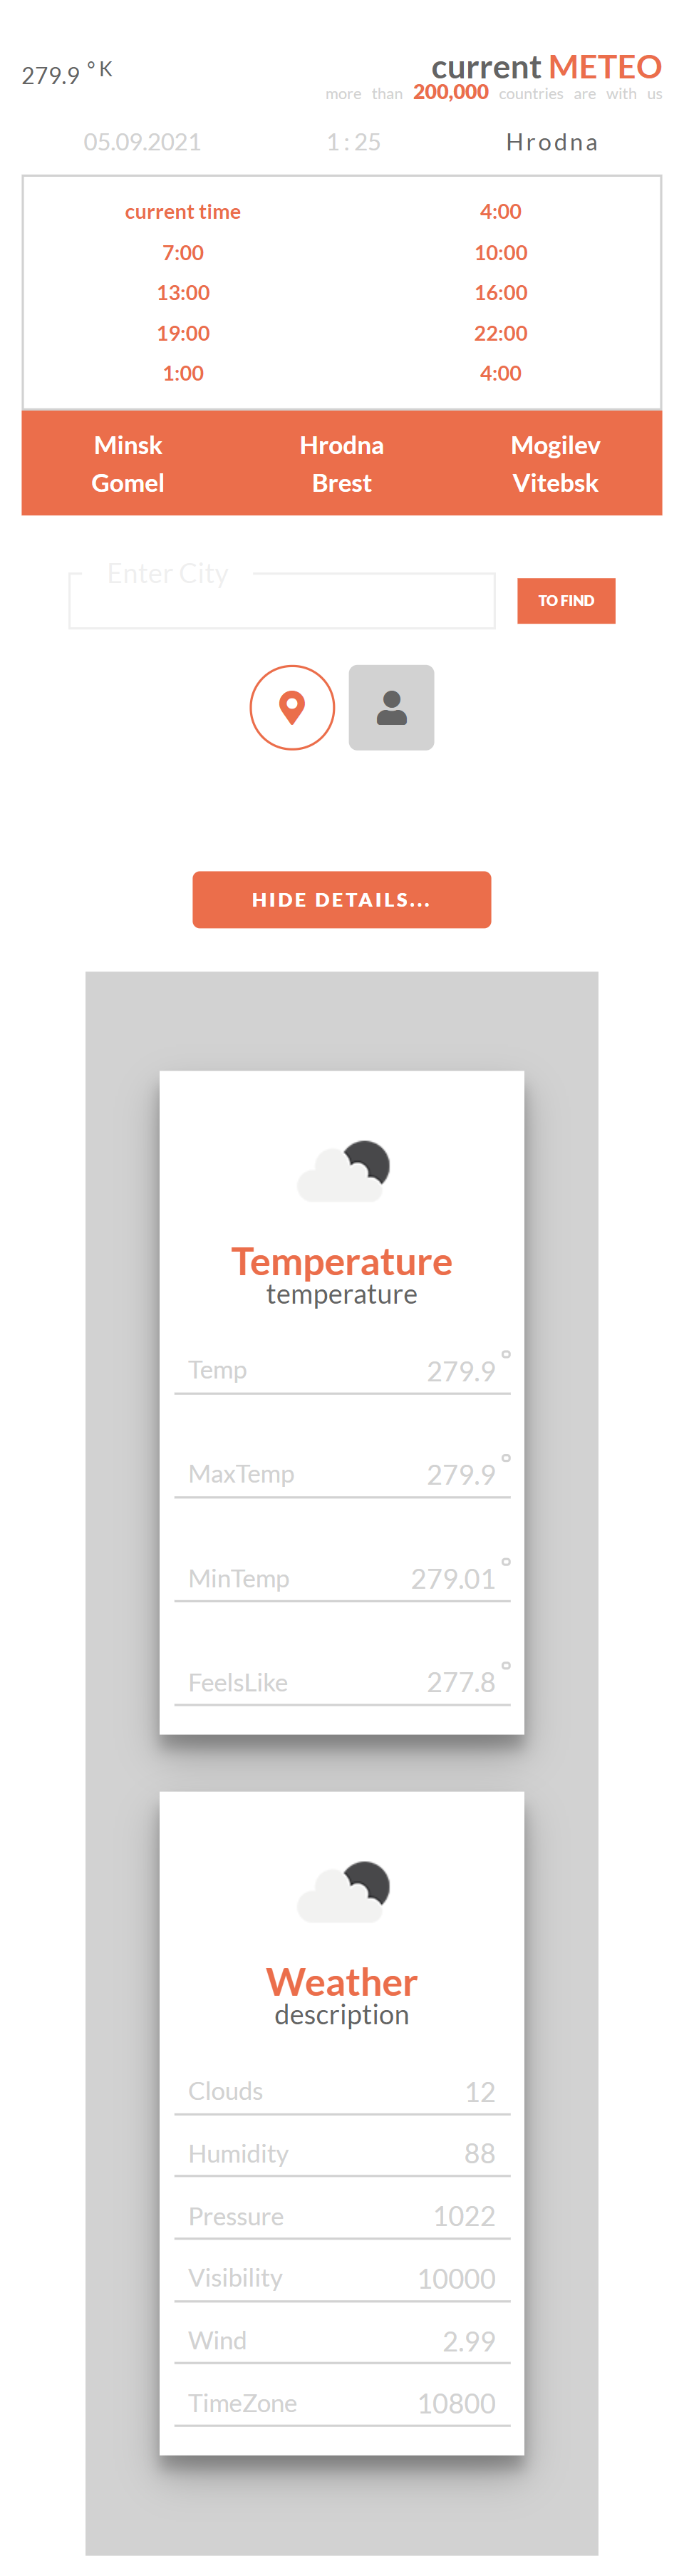 279.9 ° K
current METEO
more than 200,000 countries are with us
05.09.2021 1 : 25 Hrodna
current time 4:00
7:00 10:00
13:00 16:00
19:00 22:00
1:00 4:00
Minsk Hrodna Mogilev
Gomel Brest Vitebsk
Enter City
TO FIND
HIDE DETAILS...
Temperature
temperature
Temp 279.9 °
MaxTemp 279.9 °
MinTemp 279.01 °
FeelsLike 277.8 °
Weather
description
Clouds 12
Humidity 88
Pressure 1022
Visibility 10000
Wind 2.99
TimeZone 10800